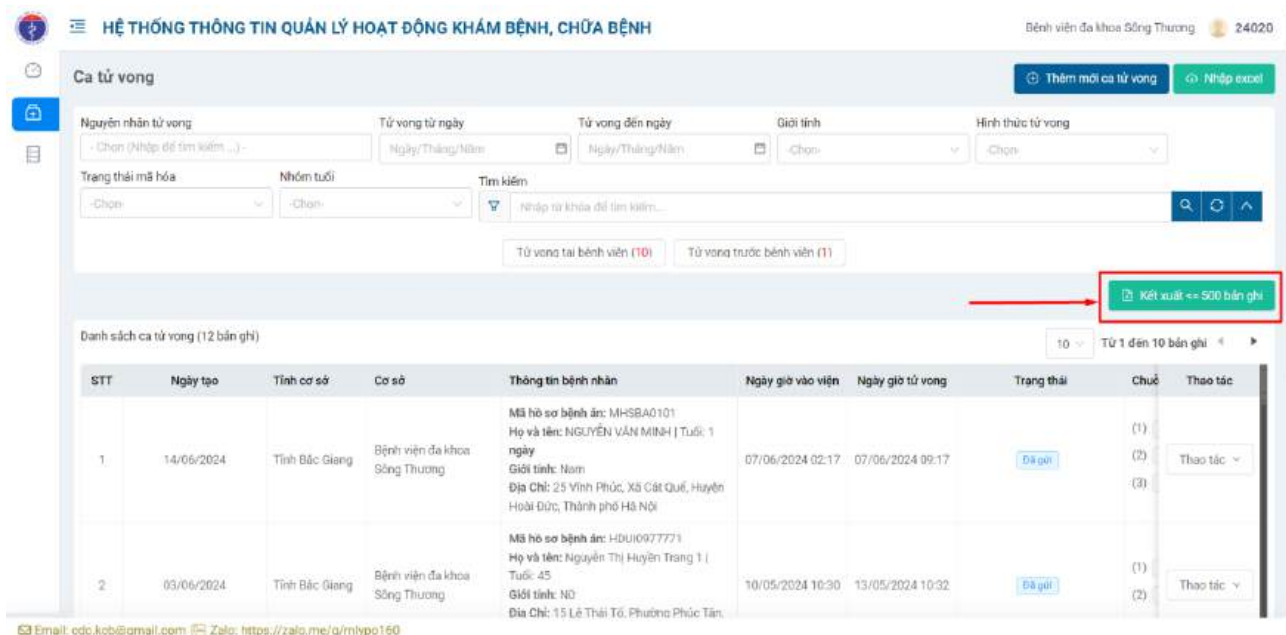 HỆ THỐNG THÔNG TIN QUẢN LÝ HOẠT ĐỘNG KHÁM BỆNH, CHỮA BỆNH
Bệnh viện đa khoa Sông Thương 24020
Ca tử vong
Thêm mới ca tử vong
Nhập excel
Nguyên nhân tử vong Tử vong từ ngày Tử vong đến ngày Giới tính Hình thức tử vong
- Chọn (Nhập để tìm kiếm ...) - Ngày/Tháng/Năm Ngày/Tháng/Năm -Chọn- -Chọn-
Trạng thái mã hóa Nhóm tuổi Tìm kiếm
-Chọn- -Chọn- Nhập từ khóa để tìm kiếm...
Tử vong tại bệnh viện (10) Tử vong trước bệnh viện (1)
Kết xuất <= 500 bản ghi
Danh sách ca tử vong (12 bản ghi) 10 Từ 1 đến 10 bản ghi
STT Ngày tạo Tỉnh cơ sở Cơ sở Thông tin bệnh nhân Ngày giờ vào viện Ngày giờ tử vong Trạng thái Chuỗ Thao tác
Mã hồ sơ bệnh án: MHSBA0101
Họ và tên: NGUYỄN VĂN MINH | Tuổi: 1
ngày
Giới tính: Nam
Địa Chỉ: 25 Vĩnh Phúc, Xã Cát Quế, Huyện
Hoài Đức, Thành phố Hà Nội
1 14/06/2024 Tỉnh Bắc Giang Bệnh viện đa khoa
Sông Thương
07/06/2024 02:17 07/06/2024 09:17 Đã gửi
(1)
(2)
(3)
Thao tác
Mã hồ sơ bệnh án: HDUI0977771
Họ và tên: Nguyễn Thị Huyền Trang 1 |
Tuổi: 45
Giới tính: Nữ
Địa Chỉ: 15 Lê Thái Tổ, Phường Phúc Tân,
2 03/06/2024 Tỉnh Bắc Giang Bệnh viện đa khoa
Sông Thương
10/05/2024 10:30 13/05/2024 10:32 Đã gửi
(1)
(2)
Thao tác
Email: cdc.kcb@gmail.com Zalo: https://zalo.me/g/mlypo160